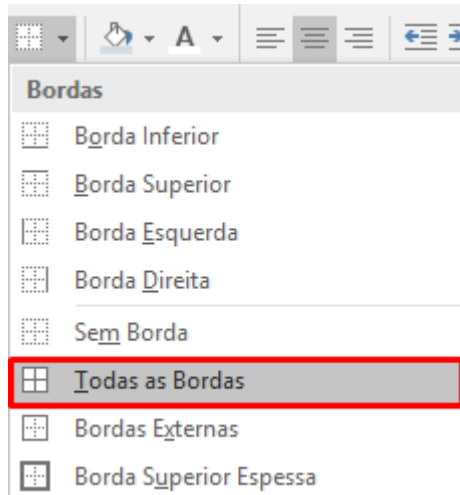 A
Bordas
Borda Inferior
Borda Superior
Borda Esquerda
Borda Direita
Sem Borda
Todas as Bordas
Bordas Externas
Borda Superior Espessa